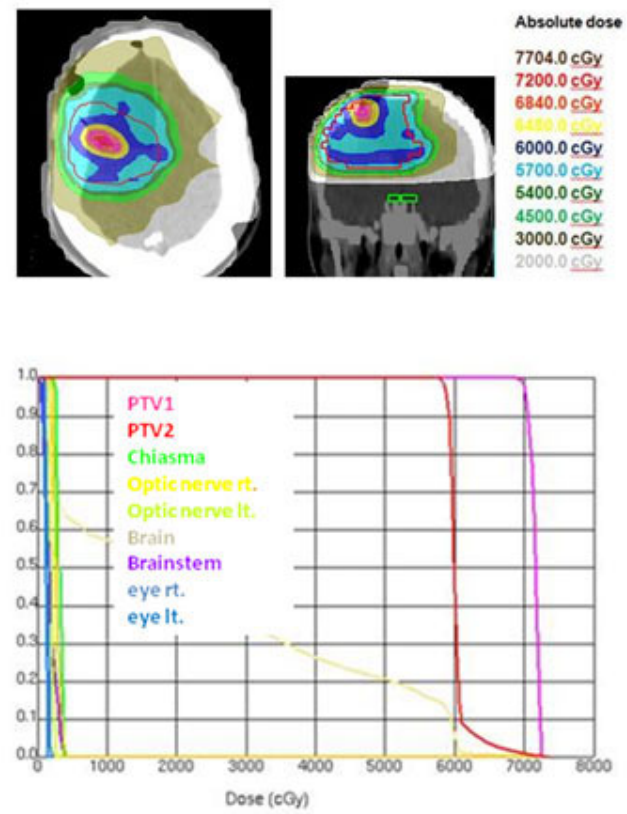 Absolute dose
7704.0 cGy
7200.0 cGy
6840.0 cGy
6480.0 cGy
6000.0 cGy
5700.0 cGy
5400.0 cGy
4500.0 cGy
3000.0 cGy
2000.0 cGy
1.0
0.9
0.8
0.7
0.6
0.5
0.4
0.3
0.2
0.1
0.0
PTV1
PTV2
Chiasma
Optic nerve rt.
Optic nerve lt.
Brain
Brainstem
eye rt.
eye lt.
0 1000 2000 3000 4000 5000 6000 7000 8000
Dose (cGy)